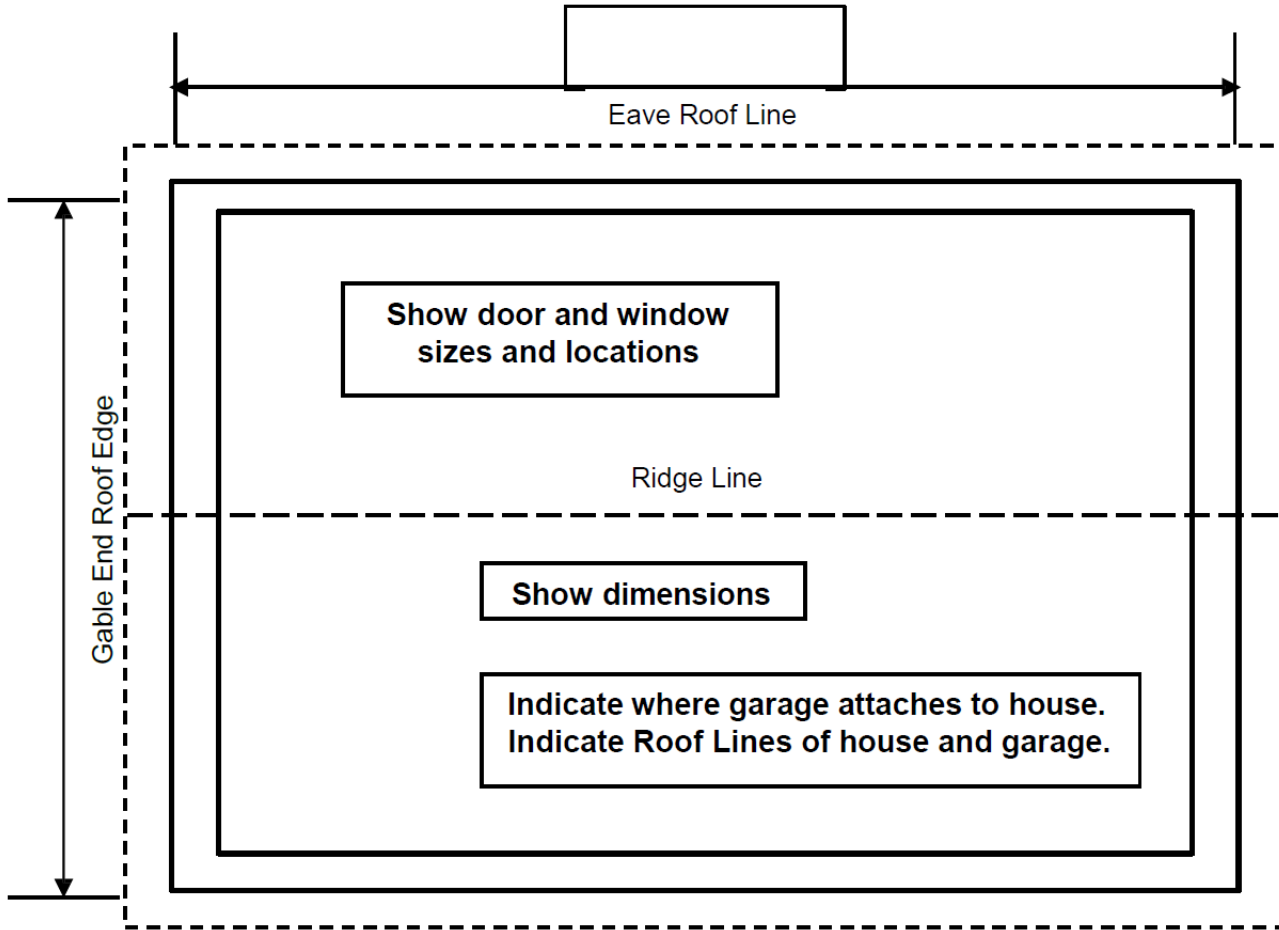 Eave Roof Line
Gable End Roof Edge
Show door and window
sizes and locations
Ridge Line
Show dimensions
Indicate where garage attaches to house.
Indicate Roof Lines of house and garage.